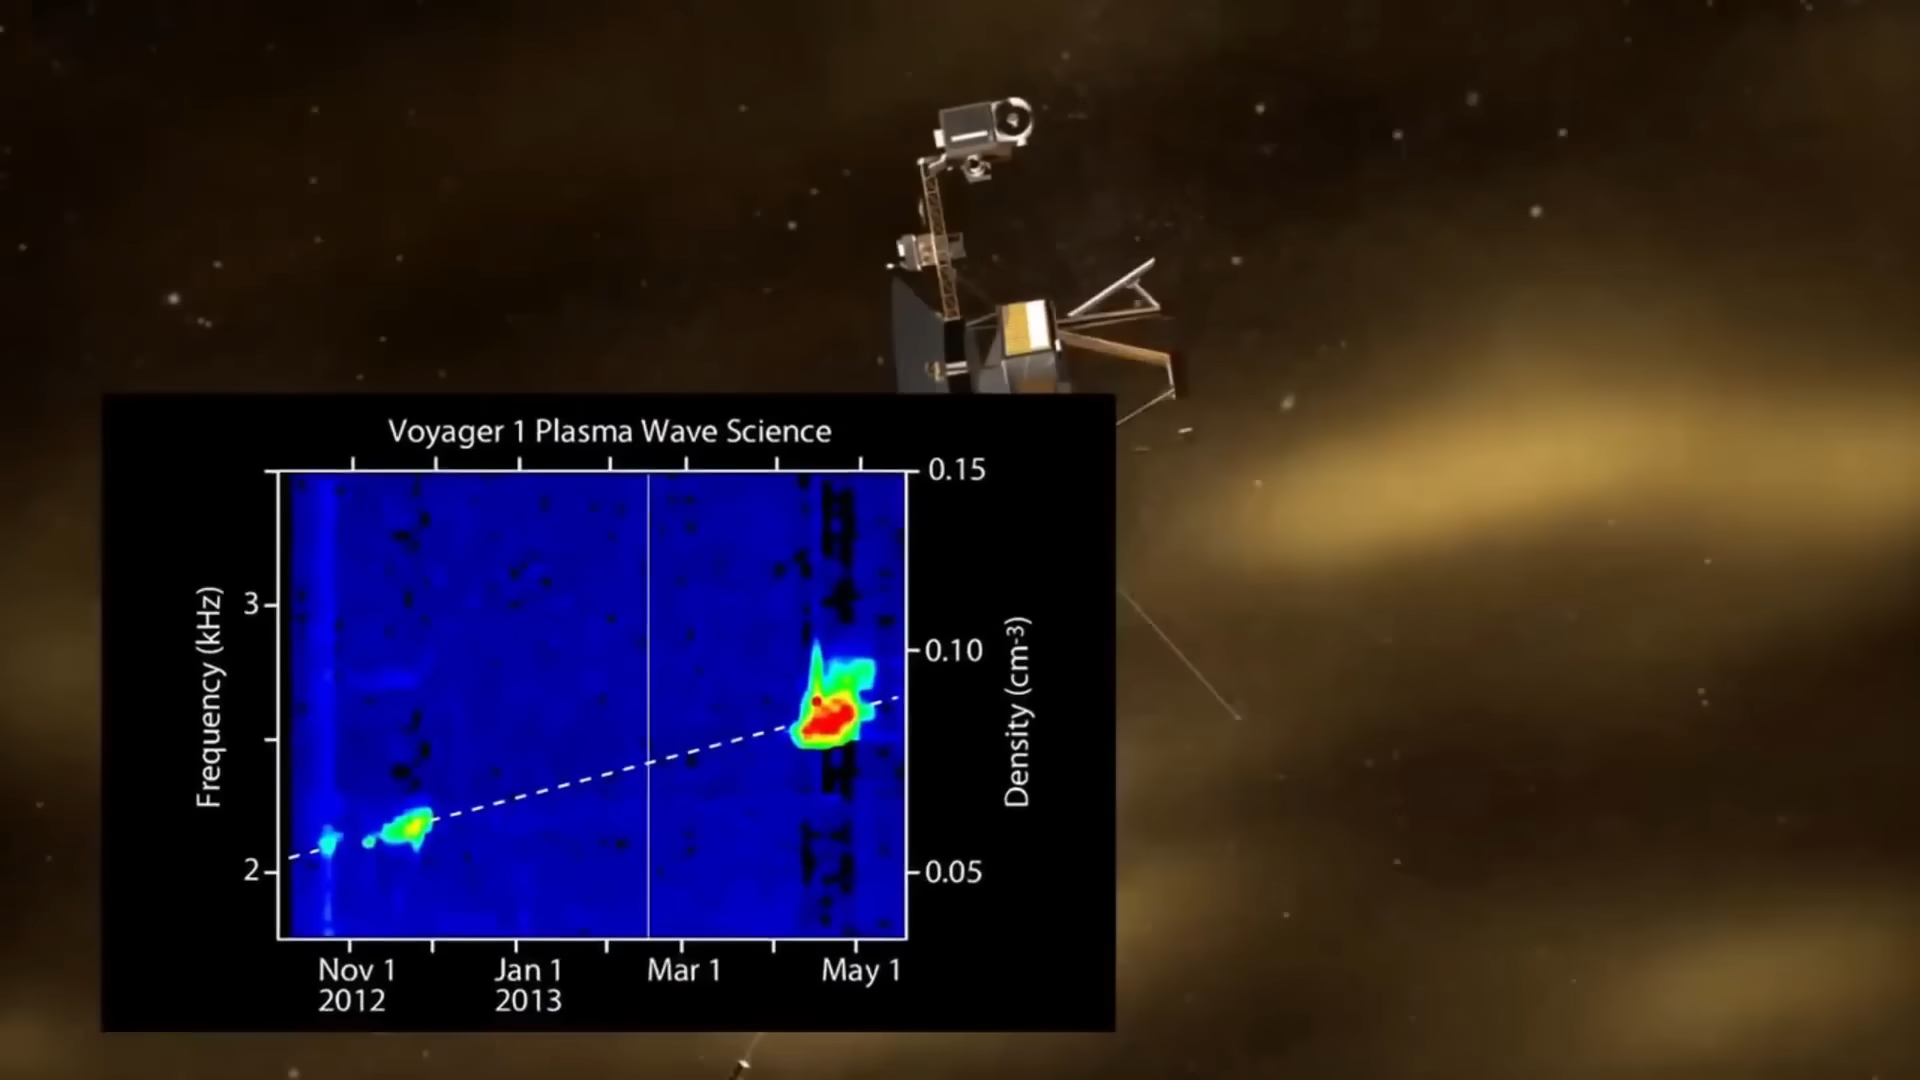 Voyager 1 Plasma Wave Science
0.15
3
0.10
Frequency (kHz)
Density (cm-3)
2
0.05
Nov 1 Jan 1 Mar 1 May 1
2012 2013